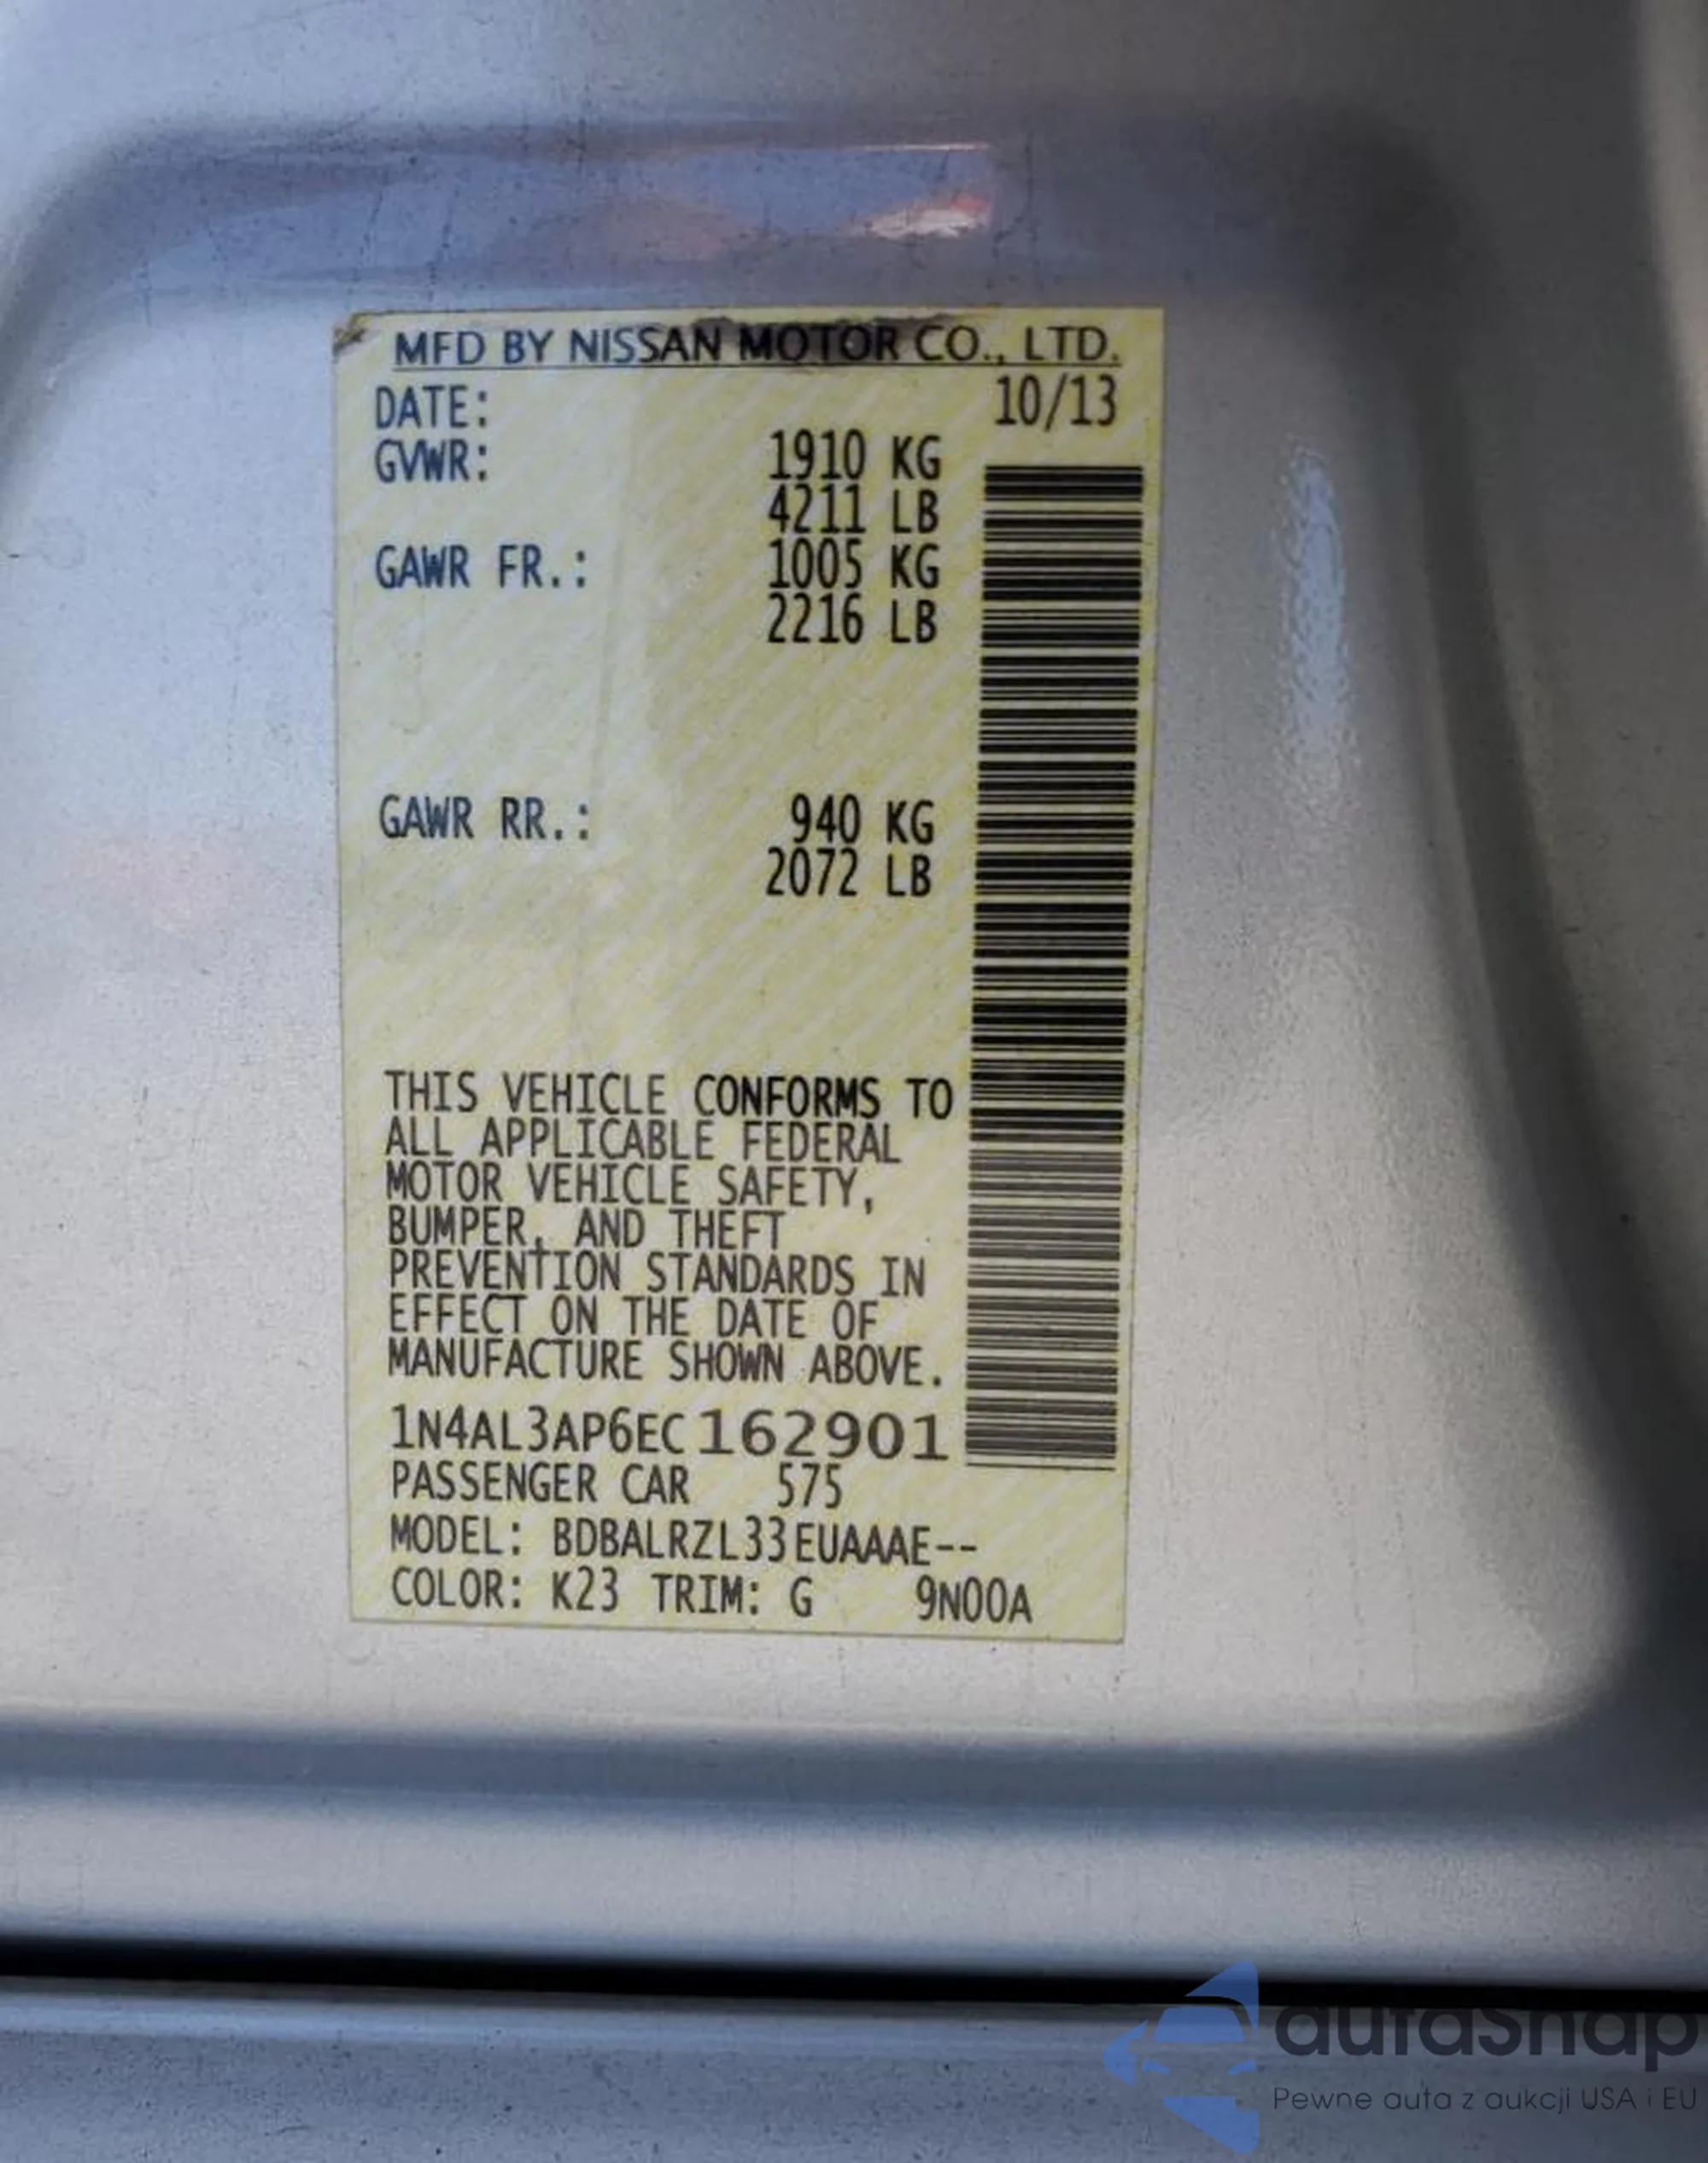 MFD BY NISSAN MOTOR CO., LTD.
DATE: 10/13
GVWR: 1910 KG
4211 LB
GAWR FR.: 1005 KG
2216 LB
GAWR RR.: 940 KG
2072 LB
THIS VEHICLE CONFORMS TO
ALL APPLICABLE FEDERAL
MOTOR VEHICLE SAFETY,
BUMPER, AND THEFT
PREVENTION STANDARDS IN
EFFECT ON THE DATE OF
MANUFACTURE SHOWN ABOVE.
1N4AL3AP6EC162901
PASSENGER CAR 575
MODEL: BDBALRZL33EUAAAE--
COLOR: K23 TRIM: G 9N00A
autasnap
Pewne auta z aukcji USA i EU